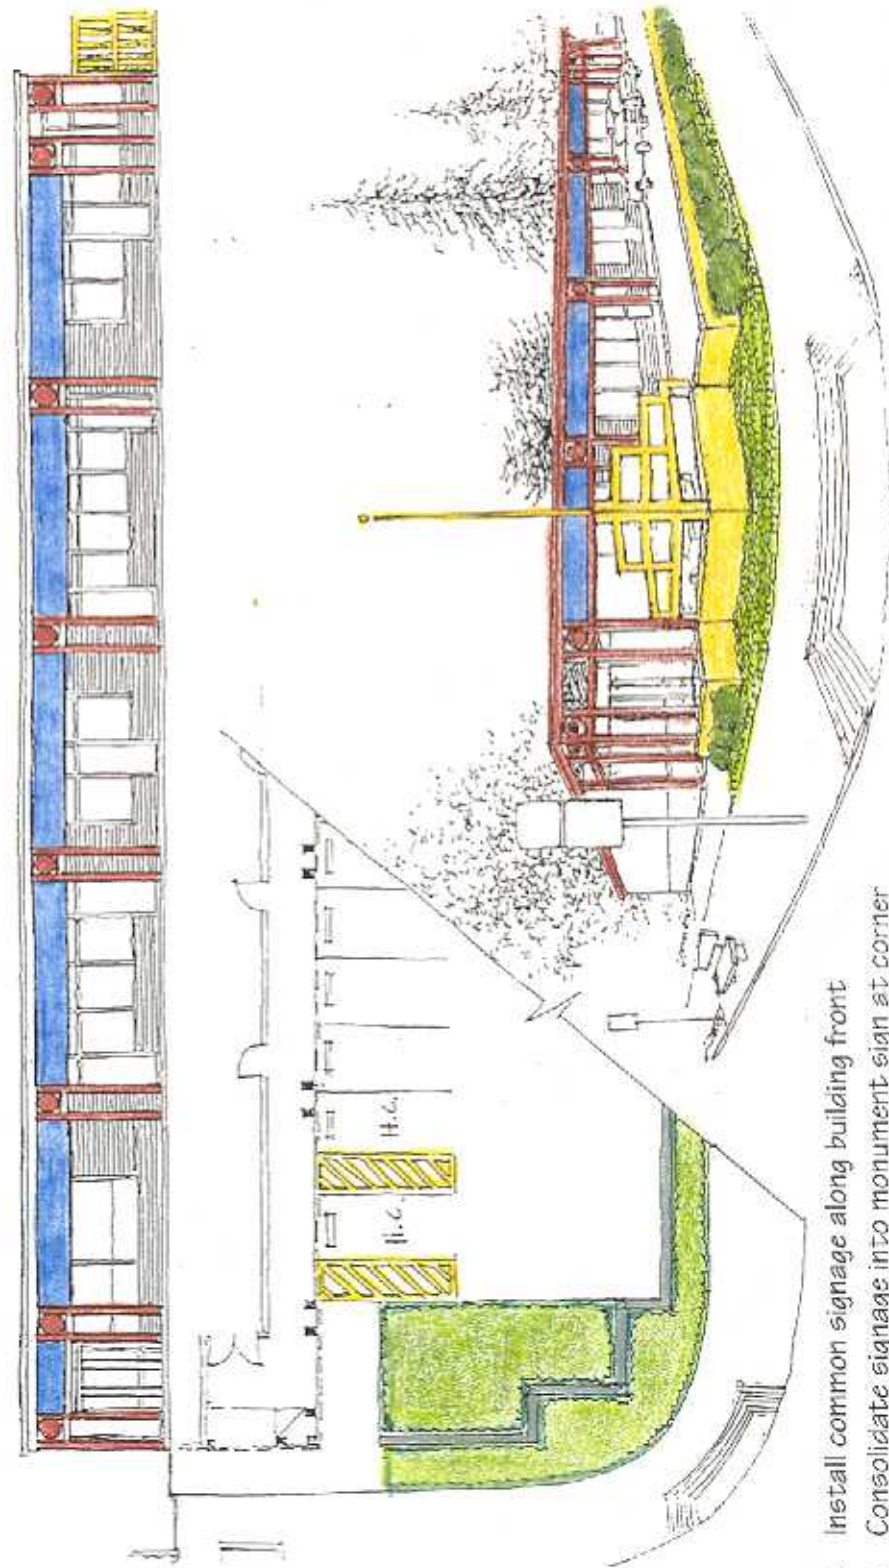 H.C.
H.C.
Install common signage along building front
Consolidate signage into monument sign at corner